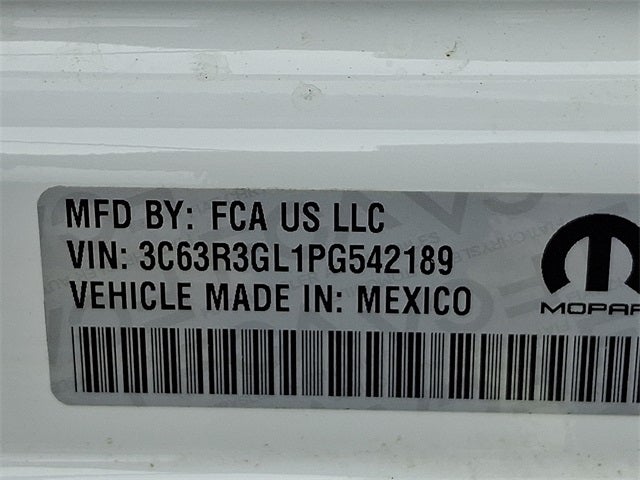 MFD BY: FCA US LLC
VIN: 3C63R3GL1PG542189
VEHICLE MADE IN: MEXICO
MOPAR